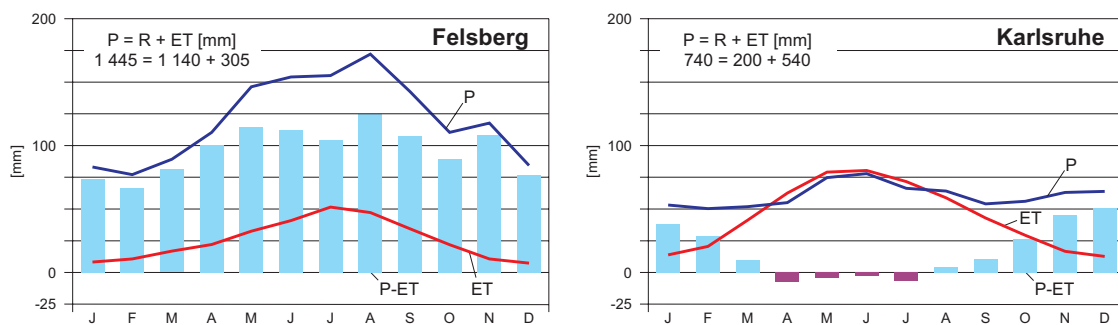 200
P = R + ET [mm]
1 445 = 1 140 + 305
Felsberg
P
100
[mm]
0
P-ET
ET
-25
J F M A M J J A S O N D
200
P = R + ET [mm]
740 = 200 + 540
Karlsruhe
P
100
[mm]
ET
0
P-ET
-25
J F M A M J J A S O N D